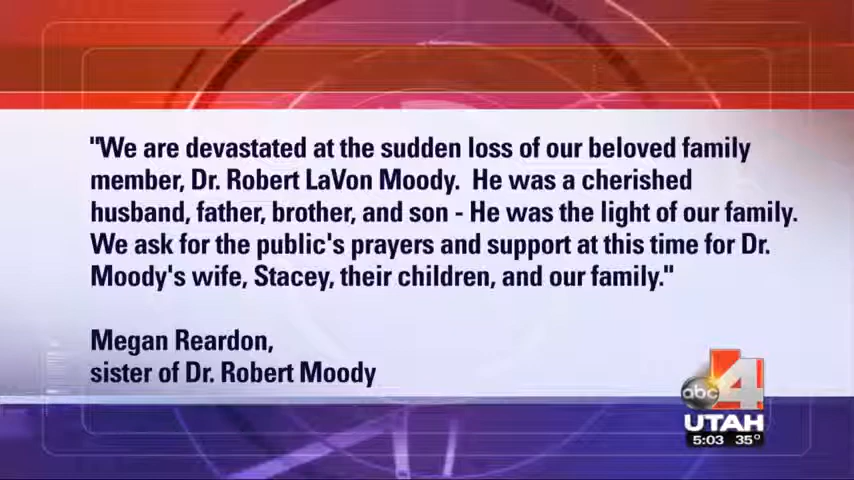 "We are devastated at the sudden loss of our beloved family
member, Dr. Robert LaVon Moody.  He was a cherished
husband, father, brother, and son - He was the light of our family.
We ask for the public's prayers and support at this time for Dr.
Moody's wife, Stacey, their children, and our family."
Megan Reardon,
sister of Dr. Robert Moody
abc 4
UTAH
5:03 35°